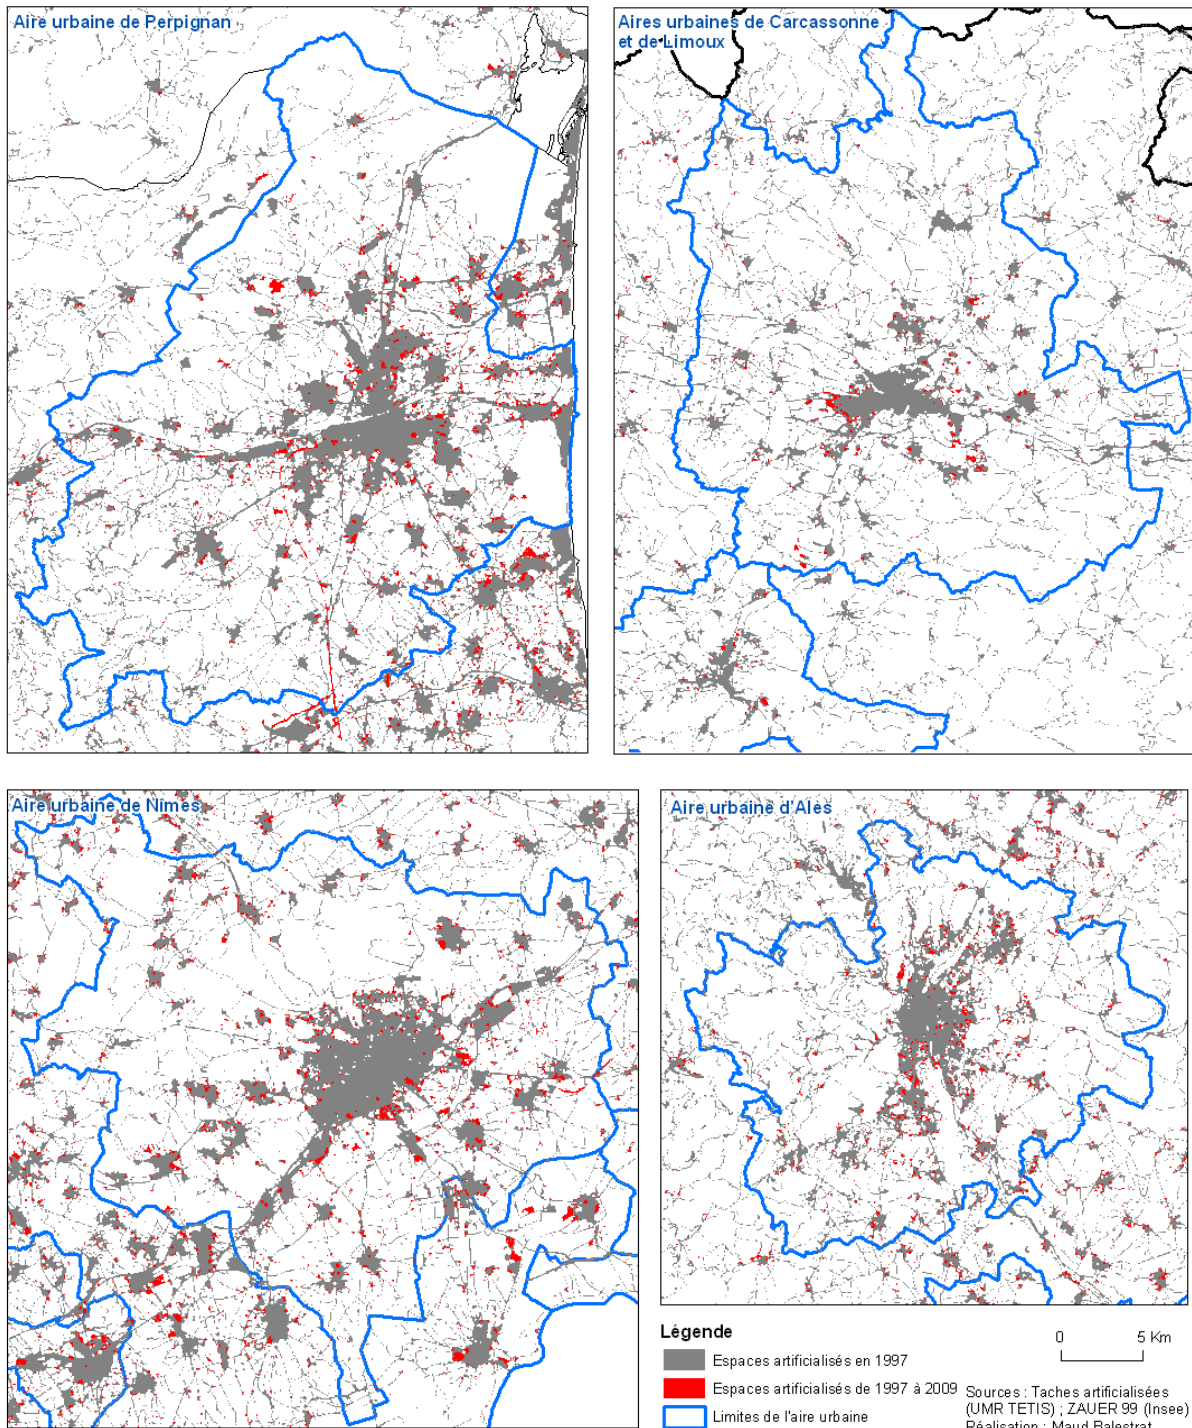 Aire urbaine de Perpignan
Aires urbaines de Carcassonne
et de Limoux
Aire urbaine de Nîmes
Aire urbaine d'Alès
Légende
Espaces artificialisés en 1997
Espaces artificialisés de 1997 à 2009
Limites de l'aire urbaine
0 5 Km
Sources : Taches artificialisées
(UMR TETIS) ; ZAUER 99 (Insee)
Réalisation : Maud Balestrat